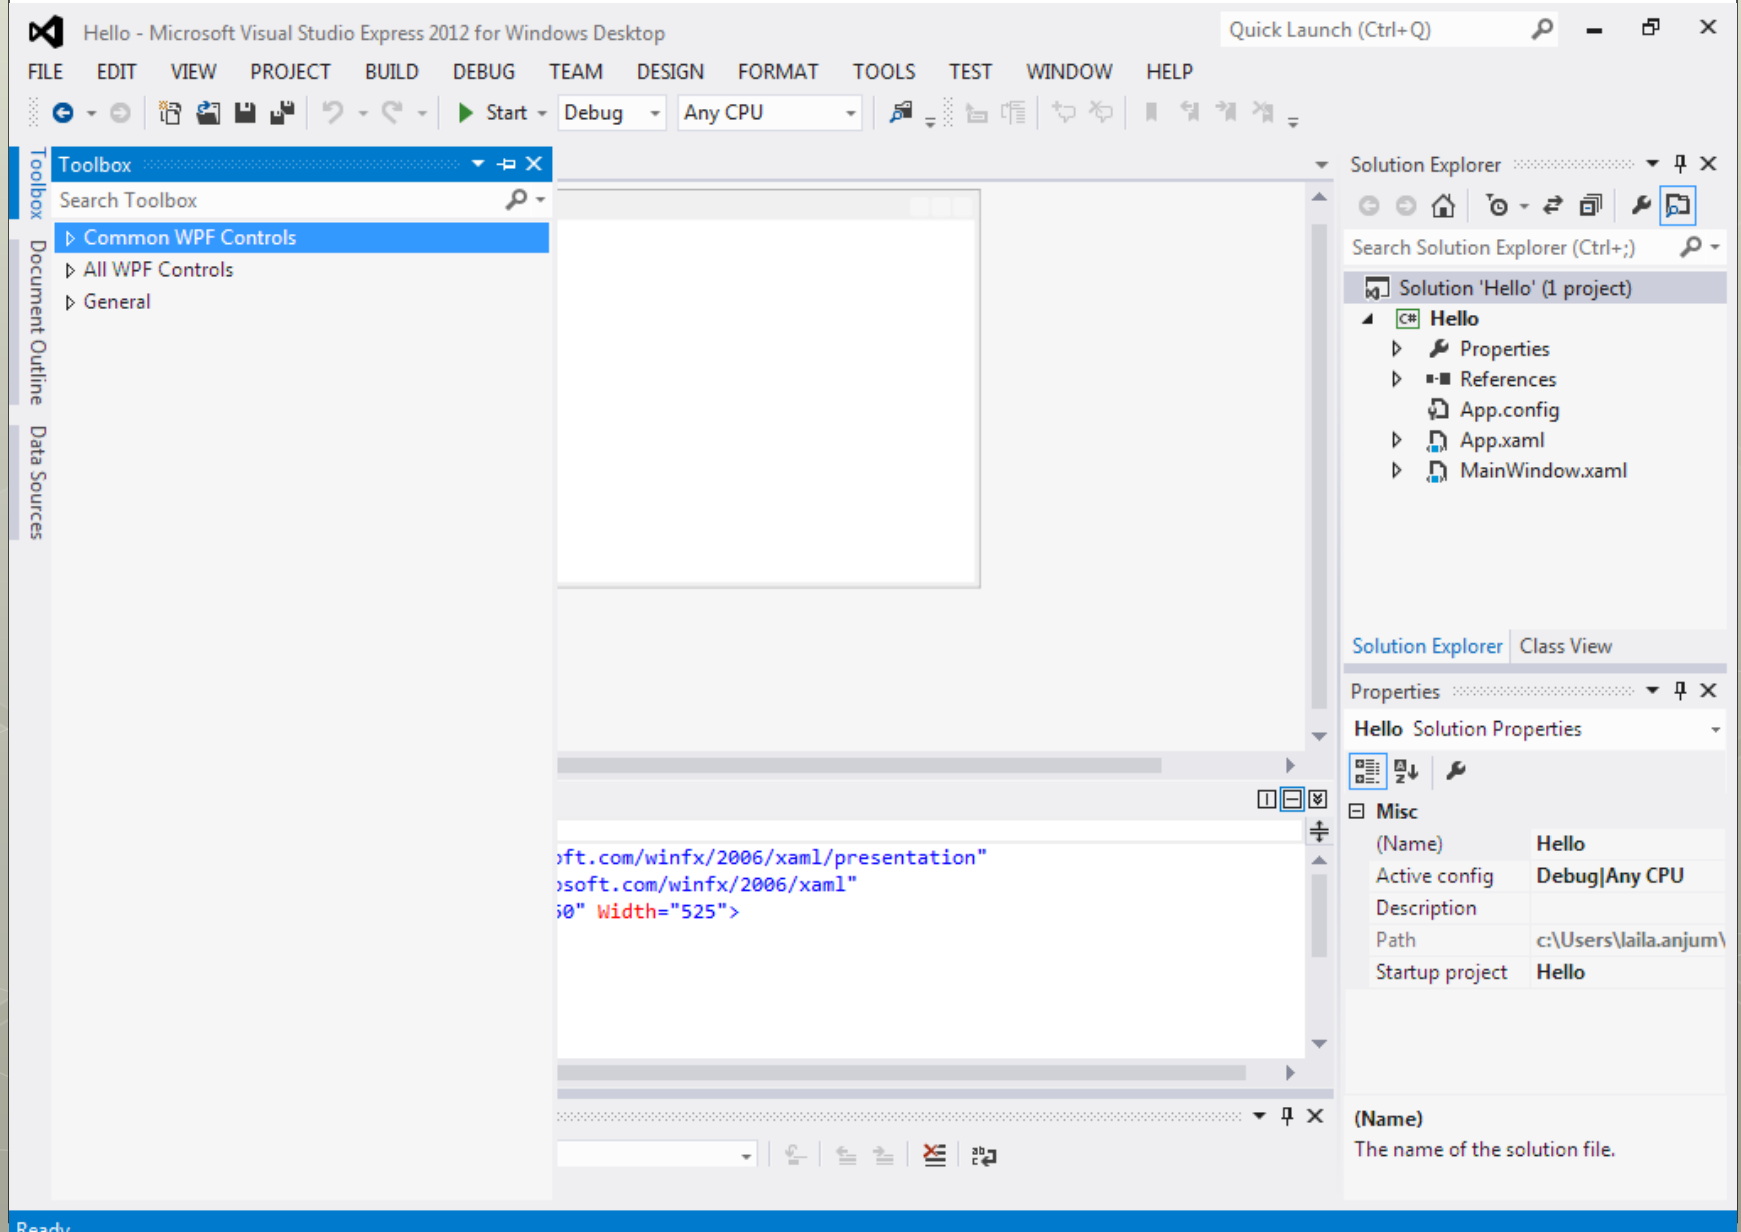 Hello - Microsoft Visual Studio Express 2012 for Windows Desktop
Quick Launch (Ctrl+Q)
FILE EDIT VIEW PROJECT BUILD DEBUG TEAM DESIGN FORMAT TOOLS TEST WINDOW HELP
Start Debug Any CPU
Toolbox
Document Outline
Data Sources
Toolbox
Search Toolbox
Common WPF Controls
All WPF Controls
General
oft.com/winfx/2006/xaml/presentation"
osoft.com/winfx/2006/xaml"
50" Width="525">
Solution Explorer
Search Solution Explorer (Ctrl+;)
Solution 'Hello' (1 project)
C# Hello
Properties
References
App.config
App.xaml
MainWindow.xaml
Solution Explorer Class View
Properties
Hello Solution Properties
Misc
(Name) Hello
Active config Debug|Any CPU
Description
Path c:\Users\laila.anjum\
Startup project Hello
(Name)
The name of the solution file.
Ready